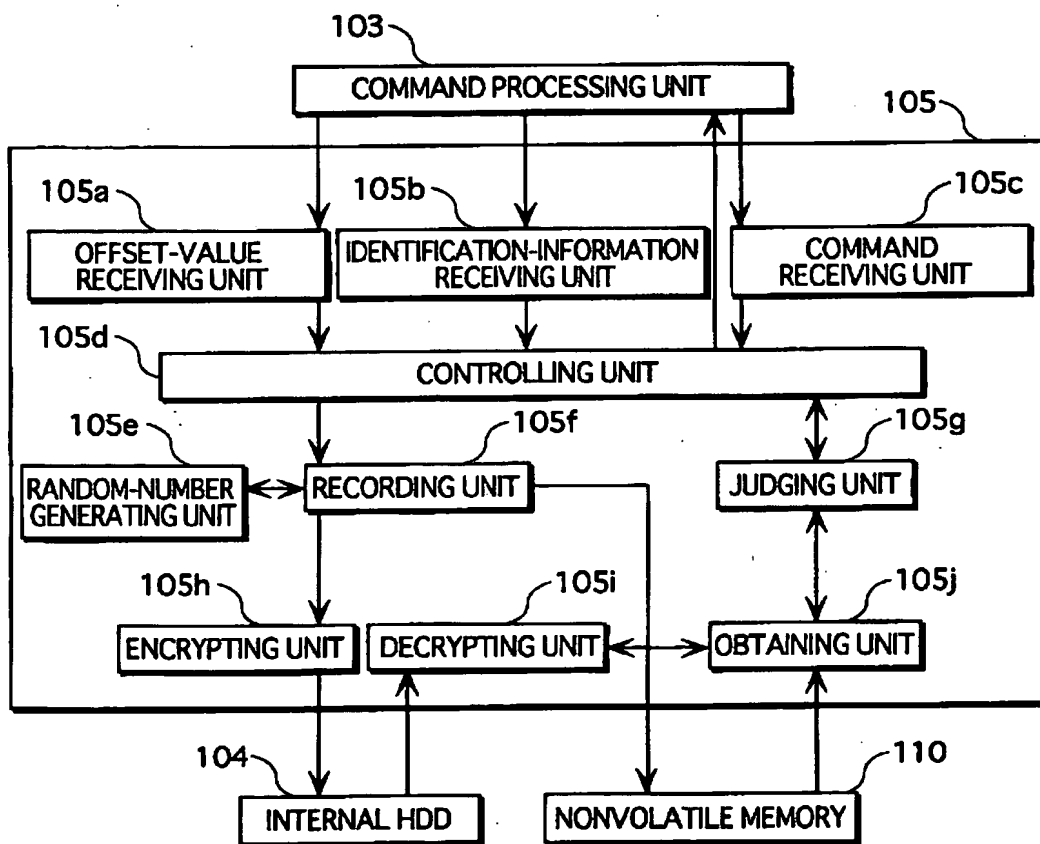 103
COMMAND PROCESSING UNIT
105
105a
105b
105c
OFFSET-VALUE
RECEIVING UNIT
IDENTIFICATION-INFORMATION
RECEIVING UNIT
COMMAND
RECEIVING UNIT
105d
CONTROLLING UNIT
105e
105f
105g
RANDOM-NUMBER
GENERATING UNIT
RECORDING UNIT
JUDGING UNIT
105h
105i
105j
ENCRYPTING UNIT
DECRYPTING UNIT
OBTAINING UNIT
104
110
INTERNAL HDD
NONVOLATILE MEMORY